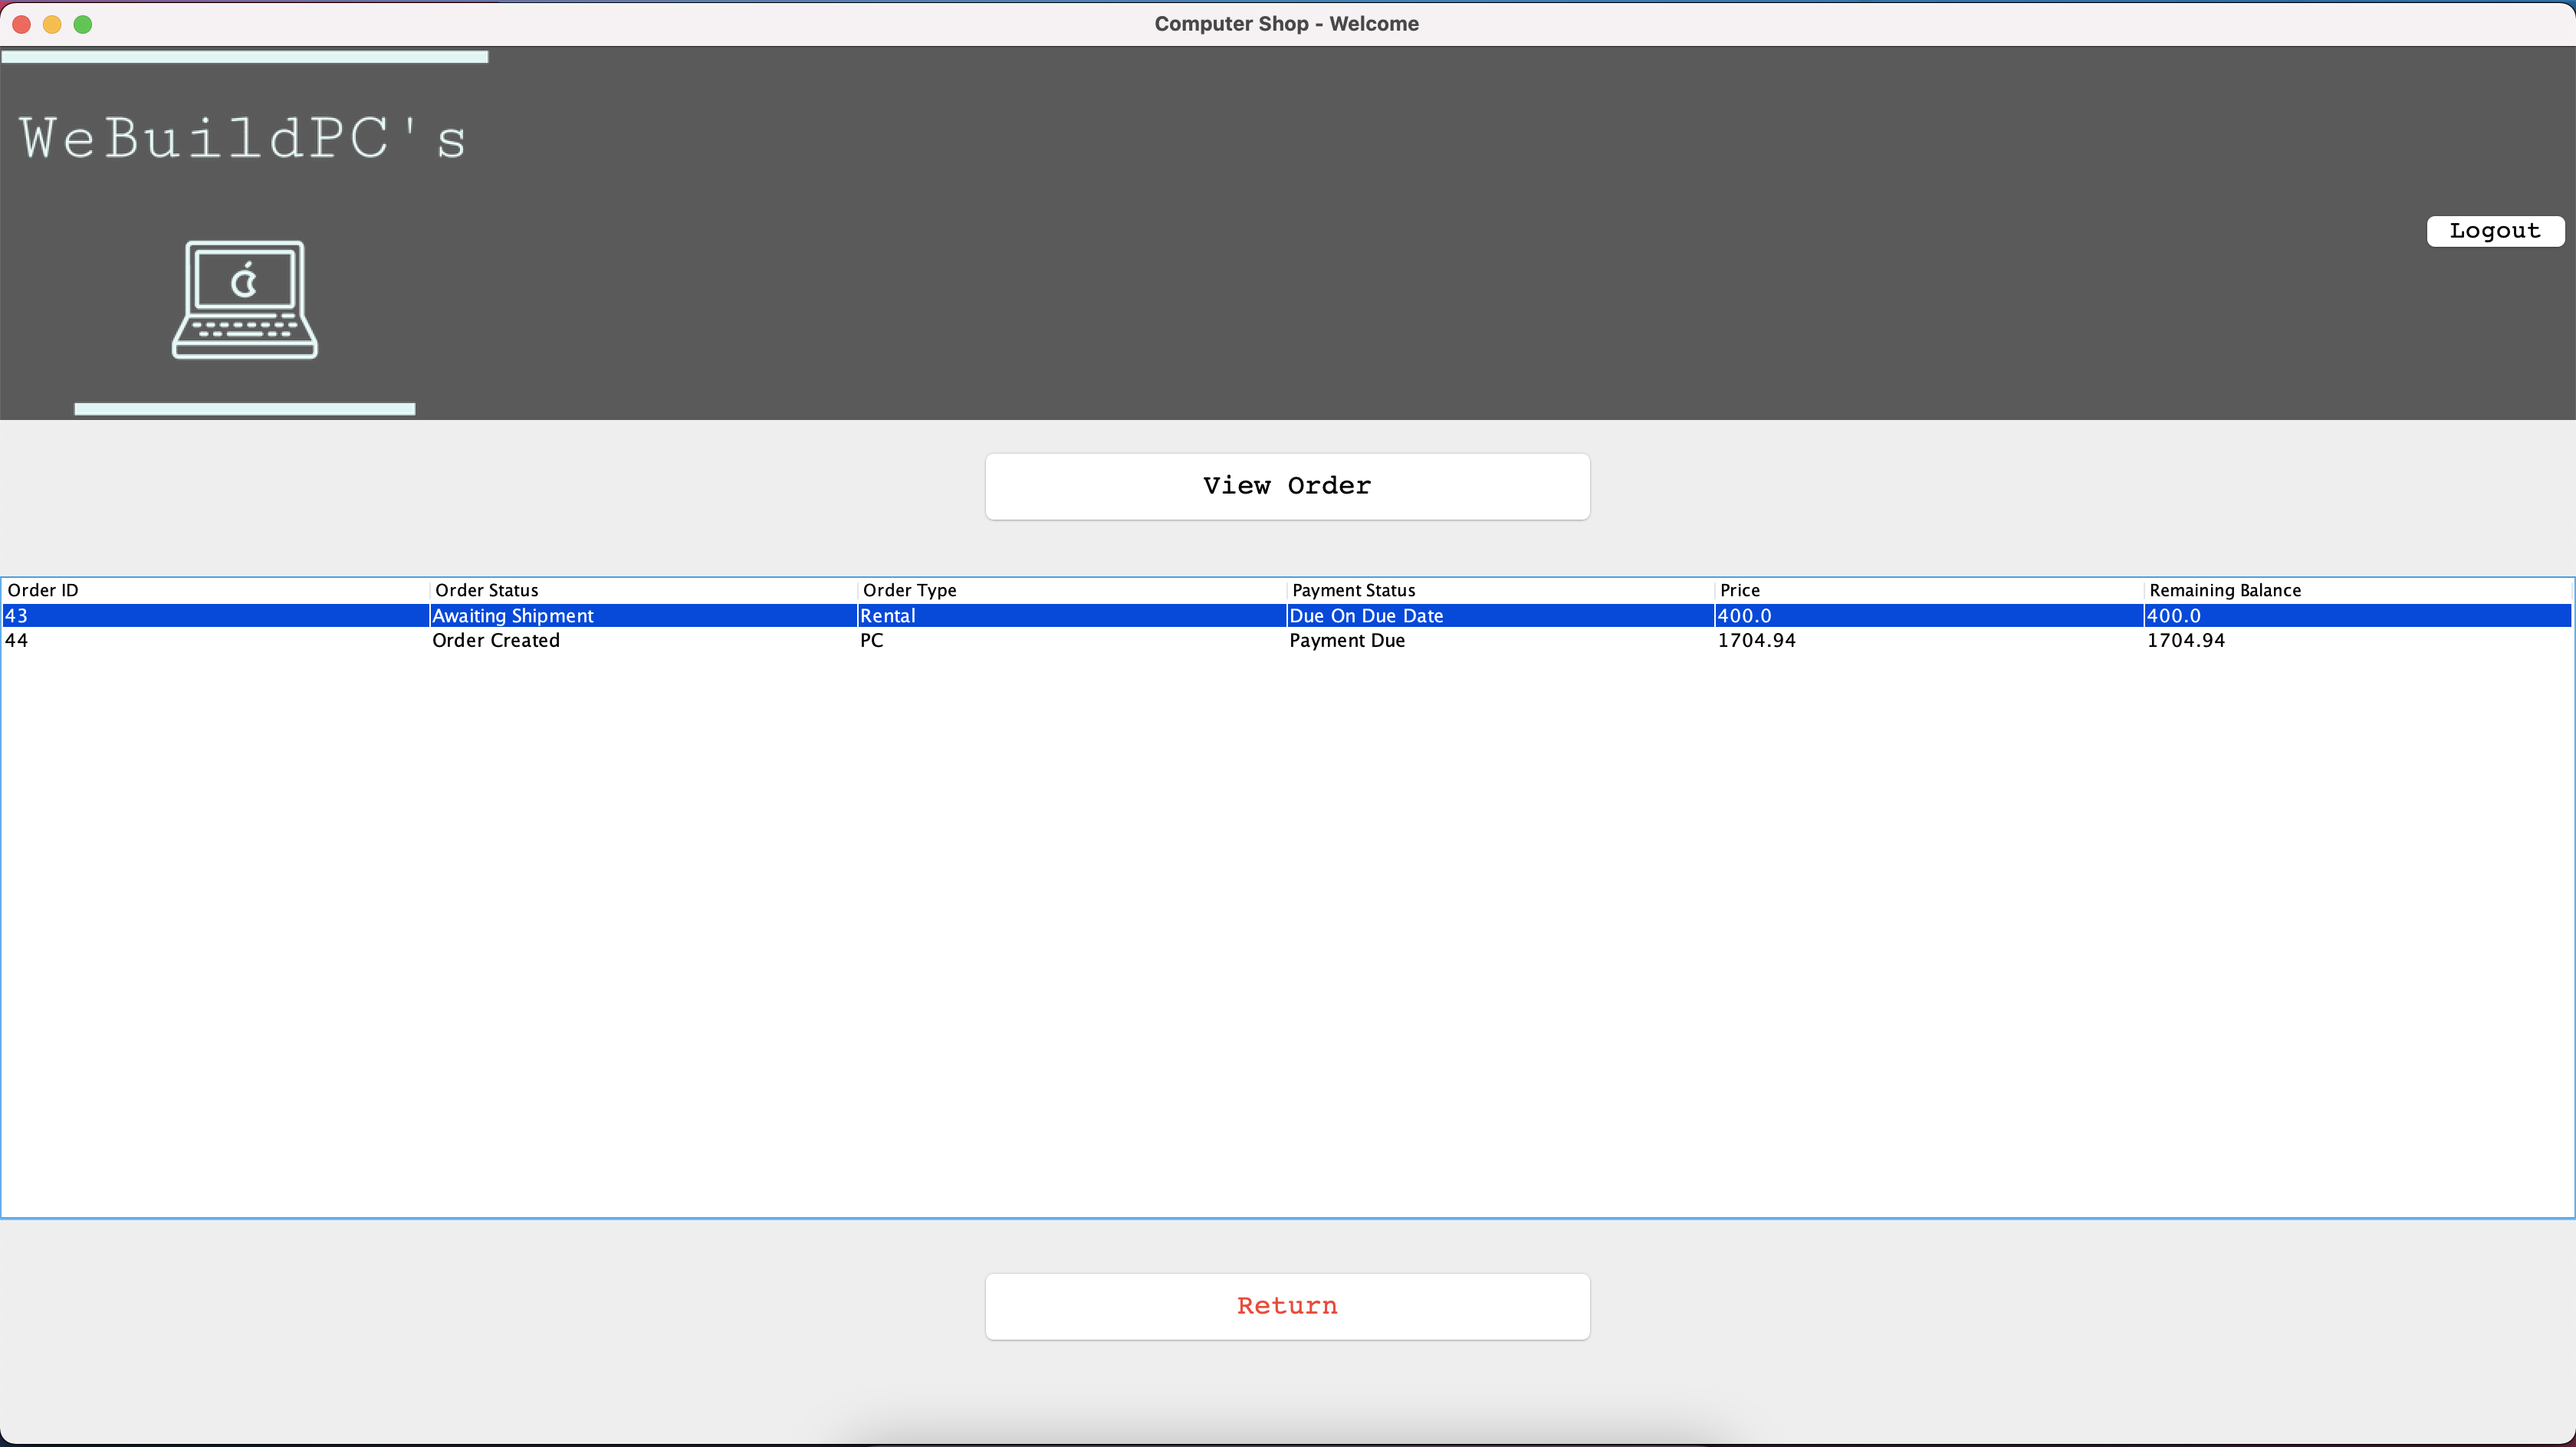 Computer Shop - Welcome
WeBuildPC's
Logout
View Order
Order ID Order Status Order Type Payment Status Price Remaining Balance
43 Awaiting Shipment Rental Due On Due Date 400.0 400.0
44 Order Created PC Payment Due 1704.94 1704.94
Return